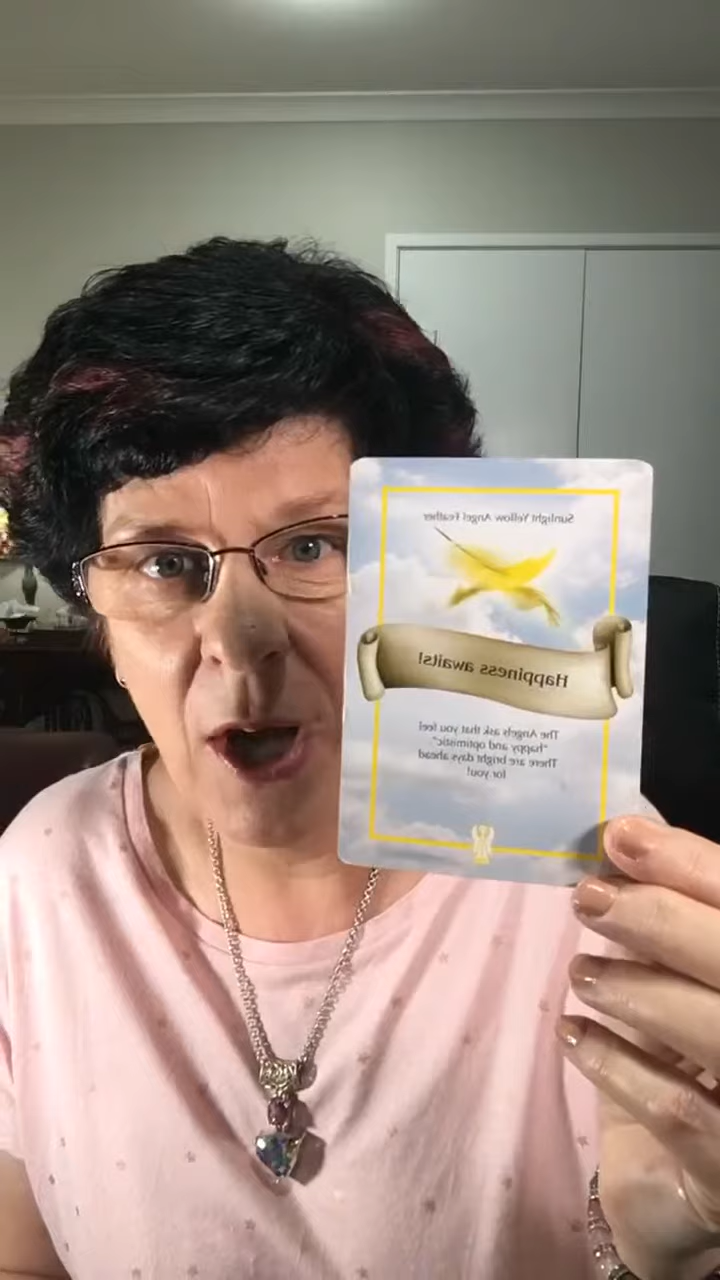 Sunlight Yellow Angel Feather
Happiness awaits!
The Angels ask that you feel
"happy and optimistic"
There are bright days ahead
for you!